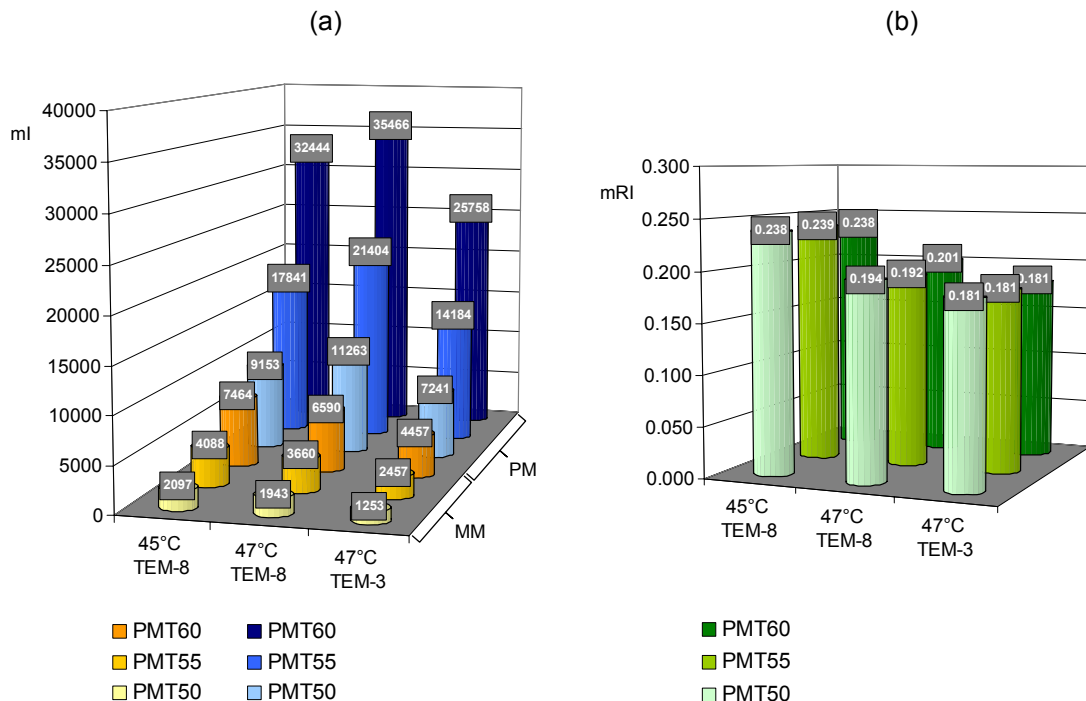 (a)
(b)
mI
40000
35000
30000
25000
20000
15000
10000
5000
0
32444
35466
25758
17841
21404
14184
9153
11263
7241
7464
6590
4457
4088
3660
2457
2097
1943
1253
PM
MM
45°C
TEM-8
47°C
TEM-8
47°C
TEM-3
PMT60
PMT55
PMT50
PMT60
PMT55
PMT50
mRI
0.300
0.250
0.200
0.150
0.100
0.050
0.000
0.238
0.239
0.238
0.194
0.192
0.201
0.181
0.181
0.181
45°C
TEM-8
47°C
TEM-8
47°C
TEM-3
PMT60
PMT55
PMT50